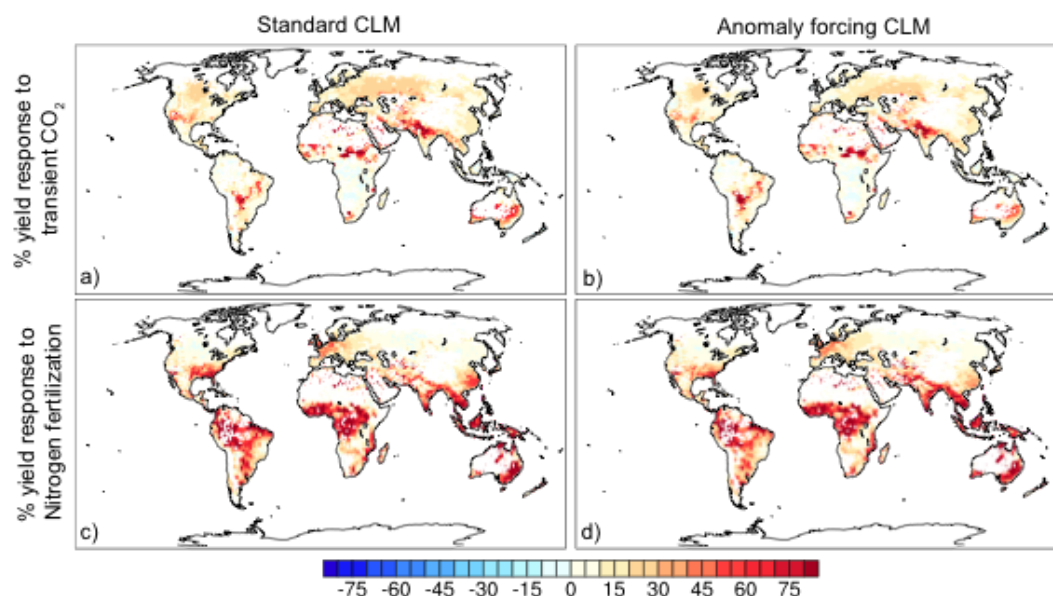 Standard CLM
Anomaly forcing CLM
% yield response to
transient CO₂
a)
b)
% yield response to
Nitrogen fertilization
c)
d)
-75 -60 -45 -30 -15 0 15 30 45 60 75